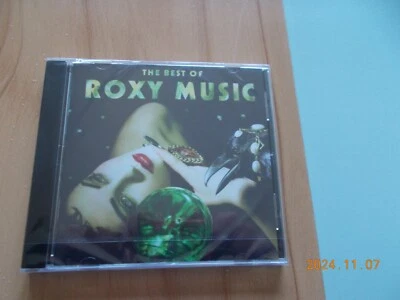 THE BEST OF
ROXY MUSIC
2024.11.07